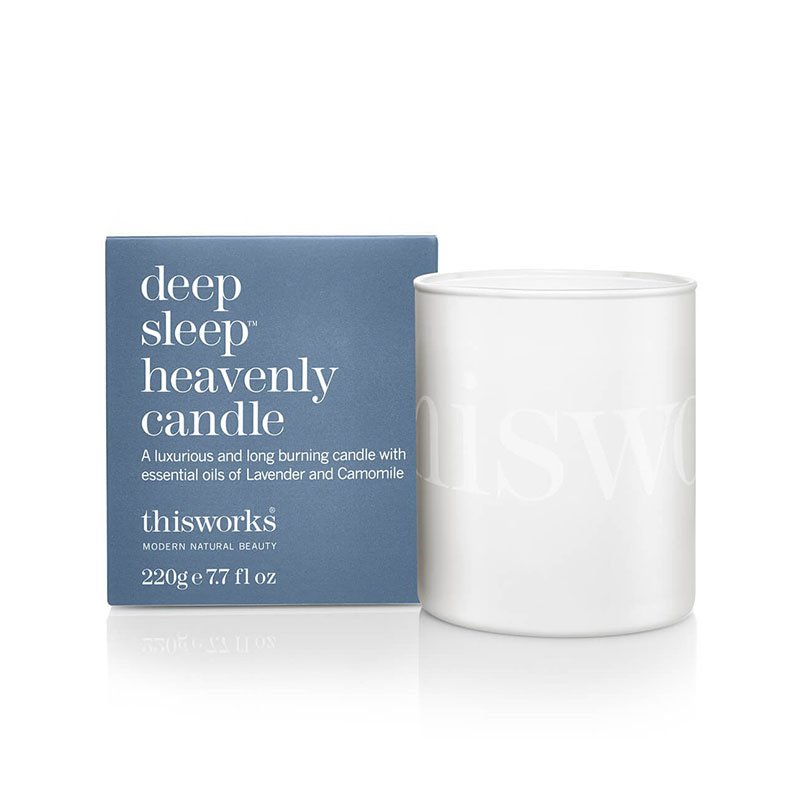 deep
sleep™
heavenly
candle
A luxurious and long burning candle with
essential oils of Lavender and Camomile
thisworks®
MODERN NATURAL BEAUTY
220g e 7.7 fl oz
hiswo